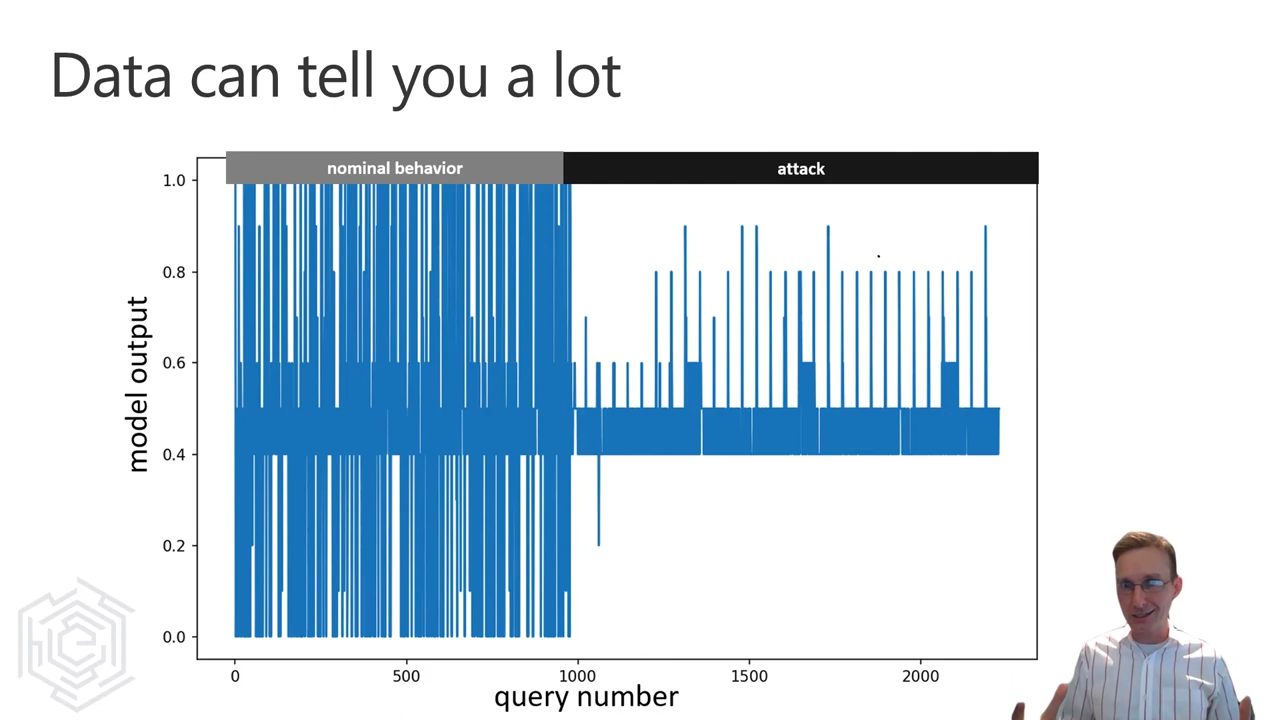 Data can tell you a lot
nominal behavior
attack
1.0
0.8
0.6
0.4
0.2
0.0
model output
0
500
1000
1500
2000
query number